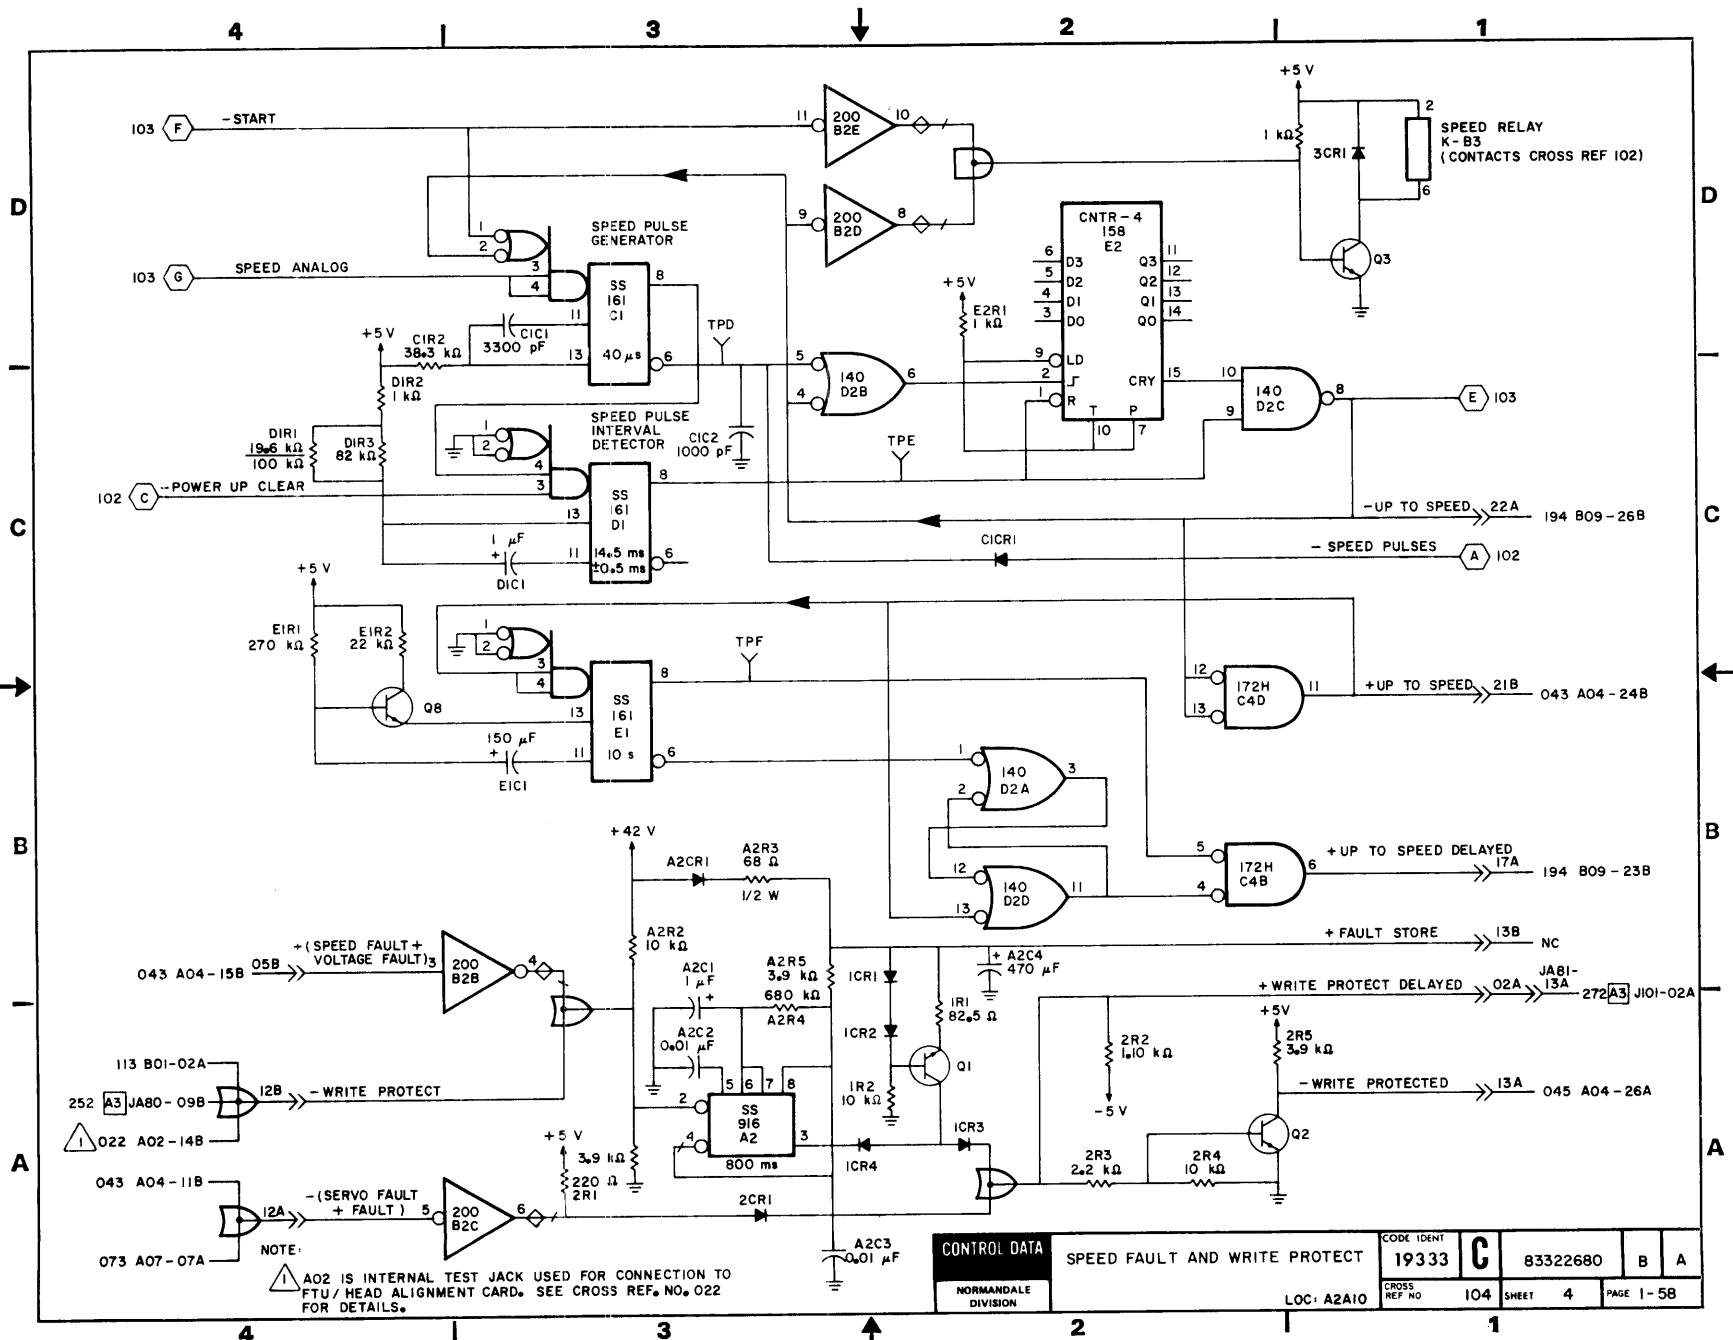 4 3 2 1
103 F -START
11 200 B2E 10
+5 V
1 kΩ
3CR1
2
SPEED RELAY
K-B3
(CONTACTS CROSS REF 102)
6
Q3
D
D
9 200 B2D 8
1
2
SPEED PULSE
GENERATOR
103 G SPEED ANALOG
3
4
8
SS
161
C1
11
C1C1
3300 pF
+5 V
C1R2
38.3 kΩ
13
40 μs
6
TPD
CNTR-4
158
E2
6 D3 Q3 11
5 D2 Q2 12
4 D1 Q1 13
3 D0 Q0 14
+5 V
E2R1
1 kΩ
9 LD
2 CRY 15
1 R
T P
10 7
5
4
140
D2B
6
10
9
140
D2C
8
E 103
D1R2
1 kΩ
D1R1
19.6 kΩ
100 kΩ
D1R3
82 kΩ
SPEED PULSE
INTERVAL
DETECTOR
1
2
C1C2
1000 pF
TPE
102 C -POWER UP CLEAR
4
3
8
SS
161
D1
13
1 μF
+
D1C1
11
14.5 ms
±0.5 ms
6
C
C
-UP TO SPEED 22A 194 B09-26B
C1CR1
- SPEED PULSES A 102
+5 V
E1R1
270 kΩ
E1R2
22 kΩ
Q8
1
2
3
4
8
TPF
SS
161
E1
13
10 s
150 μF
+
E1C1
11
6
12
13
172H
C4D
11
+UP TO SPEED 21B 043 A04-24B
1
2
140
D2A
3
B
B
12
13
140
D2D
11
5
4
172H
C4B
6
+UP TO SPEED DELAYED
17A
194 B09-23B
+42 V
A2CR1
A2R3
68 Ω
1/2 W
A2R2
10 kΩ
+FAULT STORE 13B NC
043 A04-15B 05B
+(SPEED FAULT+
VOLTAGE FAULT) 3
200
B2B
4
A2C1
1 μF
+
A2R5
3.9 kΩ
680 kΩ
A2R4
A2C2
0.01 μF
1CR1
1CR2
+ A2C4
470 μF
1R1
82.5 Ω
Q1
1R2
10 kΩ
+WRITE PROTECT DELAYED 02A
JA81-
13A
272 A3 J101-02A
2R2
1.10 kΩ
-5 V
+5V
2R5
3.9 kΩ
-WRITE PROTECTED 13A 045 A04-26A
Q2
113 B01-02A
252 A3 JA80-09B
1 022 A02-14B
12B -WRITE PROTECT
5 6 7 8
2
4
SS
916
A2
3
800 ms
1CR4
1CR3
2R3
2.2 kΩ
2R4
10 kΩ
A
A
043 A04-11B
073 A07-07A
12A
-(SERVO FAULT
+ FAULT)
5
200
B2C
6
+5 V
220 Ω
2R1
3.9 kΩ
2CR1
A2C3
0.01 μF
NOTE:
1 A02 IS INTERNAL TEST JACK USED FOR CONNECTION TO
FTU/HEAD ALIGNMENT CARD. SEE CROSS REF. NO. 022
FOR DETAILS.
CONTROL DATA
NORMANDALE
DIVISION
SPEED FAULT AND WRITE PROTECT
LOC: A2A10
CODE IDENT
19333
C
83322680
B
A
CROSS
REF NO 104
SHEET 4
PAGE 1-58
4 3 2 1